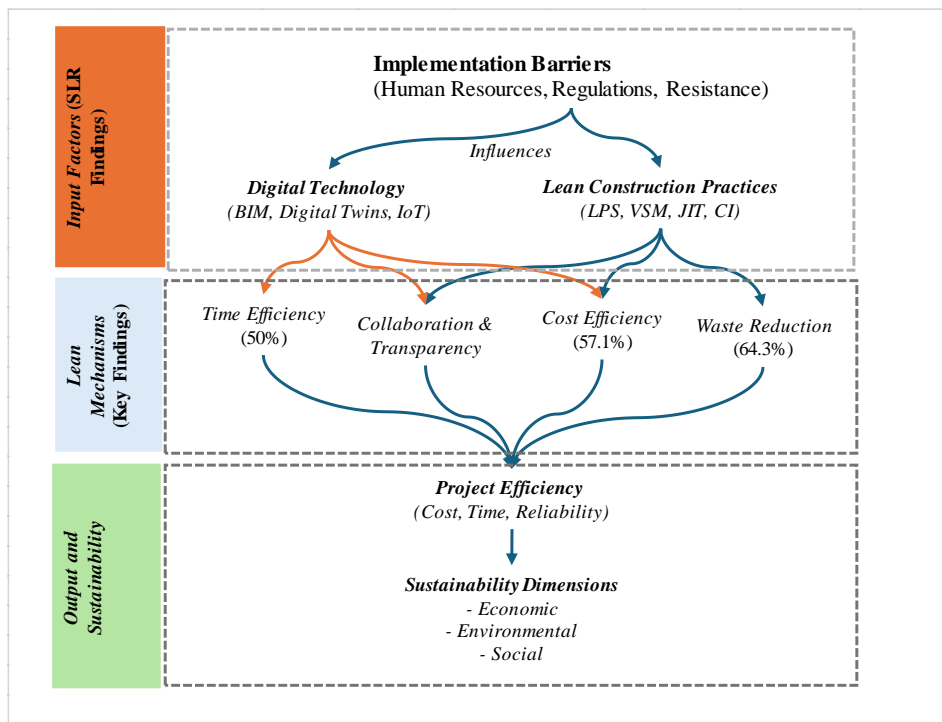 Input Factors (SLR
Findings)
Implementation Barriers
(Human Resources, Regulations, Resistance)
Influences
Digital Technology
(BIM, Digital Twins, IoT)
Lean Construction Practices
(LPS, VSM, JIT, CI)
Lean
Mechanisms
(Key Findings)
Time Efficiency
(50%)
Collaboration &
Transparency
Cost Efficiency
(57.1%)
Waste Reduction
(64.3%)
Output and
Sustainability
Project Efficiency
(Cost, Time, Reliability)
Sustainability Dimensions
- Economic
- Environmental
- Social